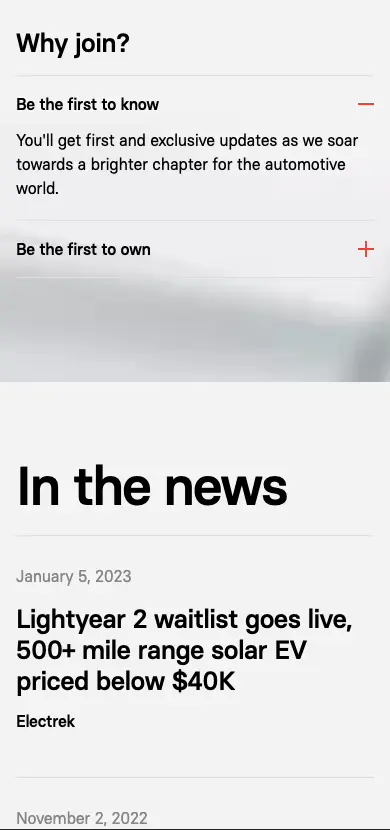 Why join?
Be the first to know
You'll get first and exclusive updates as we soar
towards a brighter chapter for the automotive
world.
Be the first to own
In the news
January 5, 2023
Lightyear 2 waitlist goes live,
500+ mile range solar EV
priced below $40K
Electrek
November 2, 2022